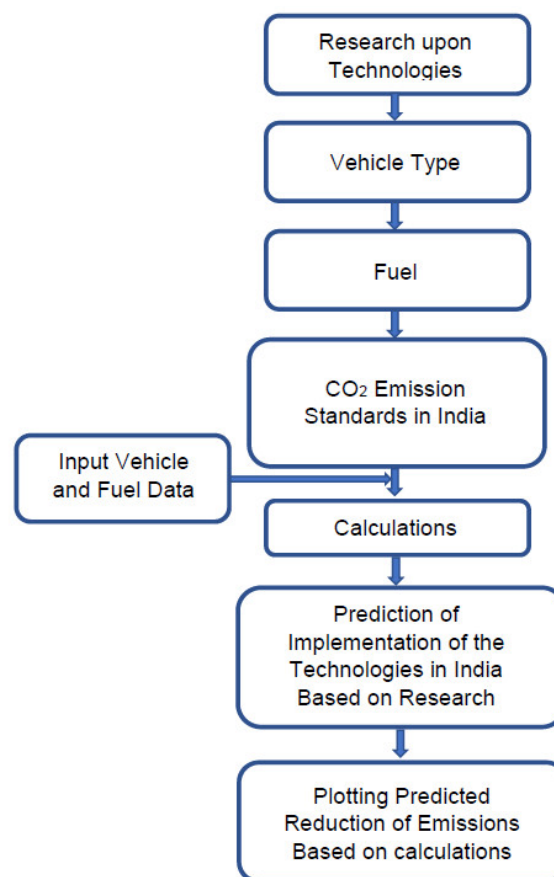 Research upon
Technologies
Vehicle Type
Fuel
CO₂ Emission
Standards in India
Input Vehicle
and Fuel Data
Calculations
Prediction of
Implementation of the
Technologies in India
Based on Research
Plotting Predicted
Reduction of Emissions
Based on calculations